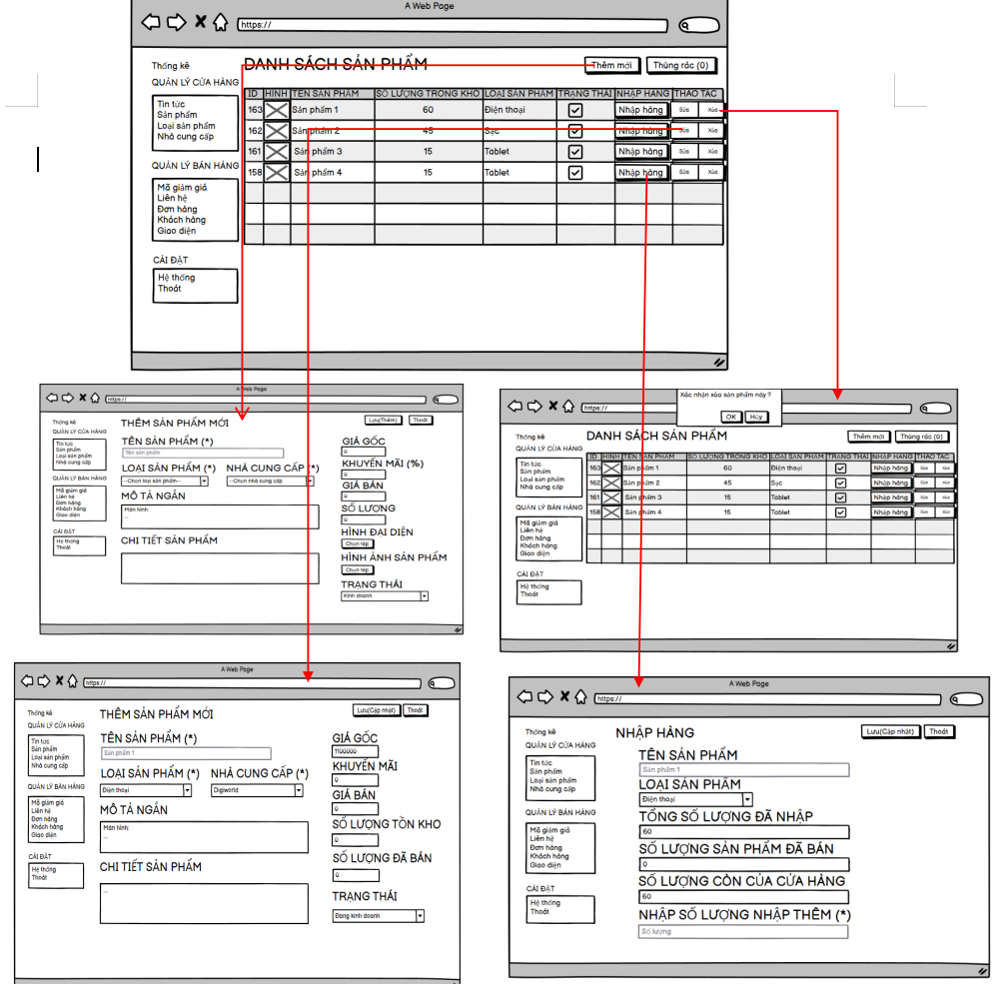 A Web Page
https://
Thống kê
QUẢN LÝ CỬA HÀNG
Tin tức
Sản phẩm
Loại sản phẩm
Nhà cung cấp
QUẢN LÝ BÁN HÀNG
Mã giảm giá
Liên hệ
Đơn hàng
Khách hàng
Giao diện
CÀI ĐẶT
Hệ thống
Thoát
DANH SÁCH SẢN PHẨM
Thêm mới
Thùng rác (0)
ID HÌNH TÊN SẢN PHẨM SỐ LƯỢNG TRONG KHO LOẠI SẢN PHẨM TRẠNG THÁI NHẬP HÀNG THAO TÁC
163 Sản phẩm 1 60 Điện thoại Nhập hàng Sửa Xóa
162 Sản phẩm 2 45 Sạc Nhập hàng Sửa Xóa
161 Sản phẩm 3 15 Tablet Nhập hàng Sửa Xóa
158 Sản phẩm 4 15 Tablet Nhập hàng Sửa Xóa
A Web Page
https://
Thống kê
QUẢN LÝ CỬA HÀNG
Tin tức
Sản phẩm
Loại sản phẩm
Nhà cung cấp
QUẢN LÝ BÁN HÀNG
Mã giảm giá
Liên hệ
Đơn hàng
Khách hàng
Giao diện
CÀI ĐẶT
Hệ thống
Thoát
THÊM SẢN PHẨM MỚI
Lưu(Thêm)
Thoát
TÊN SẢN PHẨM (*)
Tên sản phẩm
LOẠI SẢN PHẨM (*) NHÀ CUNG CẤP (*)
--Chọn loại sản phẩm-- --Chọn nhà cung cấp
MÔ TẢ NGẮN
Màn hình:
...
CHI TIẾT SẢN PHẨM
GIÁ GỐC
0
KHUYẾN MÃI (%)
0
GIÁ BÁN
0
SỐ LƯỢNG
0
HÌNH ĐẠI DIỆN
Chọn tệp
HÌNH ẢNH SẢN PHẨM
Chọn tệp
TRẠNG THÁI
Kinh doanh
https://
Xác nhận xóa sản phẩm này ?
OK
Hủy
Thống kê
QUẢN LÝ CỬA HÀNG
Tin tức
Sản phẩm
Loại sản phẩm
Nhà cung cấp
QUẢN LÝ BÁN HÀNG
Mã giảm giá
Liên hệ
Đơn hàng
Khách hàng
Giao diện
CÀI ĐẶT
Hệ thống
Thoát
DANH SÁCH SẢN PHẨM
Thêm mới
Thùng rác (0)
ID HÌNH TÊN SẢN PHẨM SỐ LƯỢNG TRONG KHO LOẠI SẢN PHẨM TRẠNG THÁI NHẬP HÀNG THAO TÁC
163 Sản phẩm 1 60 Điện thoại Nhập hàng Sửa Xóa
162 Sản phẩm 2 45 Sạc Nhập hàng Sửa Xóa
161 Sản phẩm 3 15 Tablet Nhập hàng Sửa Xóa
158 Sản phẩm 4 15 Tablet Nhập hàng Sửa Xóa
A Web Page
https://
Thống kê
QUẢN LÝ CỬA HÀNG
Tin tức
Sản phẩm
Loại sản phẩm
Nhà cung cấp
QUẢN LÝ BÁN HÀNG
Mã giảm giá
Liên hệ
Đơn hàng
Khách hàng
Giao diện
CÀI ĐẶT
Hệ thống
Thoát
THÊM SẢN PHẨM MỚI
Lưu(Cập nhật)
Thoát
TÊN SẢN PHẨM (*)
Sản phẩm 1
LOẠI SẢN PHẨM (*) NHÀ CUNG CẤP (*)
Điện thoại Digiworld
MÔ TẢ NGẮN
Màn hình:
...
CHI TIẾT SẢN PHẨM
...
GIÁ GỐC
1100000
KHUYẾN MÃI
0
GIÁ BÁN
0
SỐ LƯỢNG TỒN KHO
0
SỐ LƯỢNG ĐÃ BÁN
0
TRẠNG THÁI
Đang kinh doanh
A Web Page
https://
Thống kê
QUẢN LÝ CỬA HÀNG
Tin tức
Sản phẩm
Loại sản phẩm
Nhà cung cấp
QUẢN LÝ BÁN HÀNG
Mã giảm giá
Liên hệ
Đơn hàng
Khách hàng
Giao diện
CÀI ĐẶT
Hệ thống
Thoát
NHẬP HÀNG
Lưu(Cập nhật)
Thoát
TÊN SẢN PHẨM
Sản phẩm 1
LOẠI SẢN PHẨM
Điện thoại
TỔNG SỐ LƯỢNG ĐÃ NHẬP
60
SỐ LƯỢNG SẢN PHẨM ĐÃ BÁN
0
SỐ LƯỢNG CÒN CỦA CỬA HÀNG
60
NHẬP SỐ LƯỢNG NHẬP THÊM (*)
Số lượng